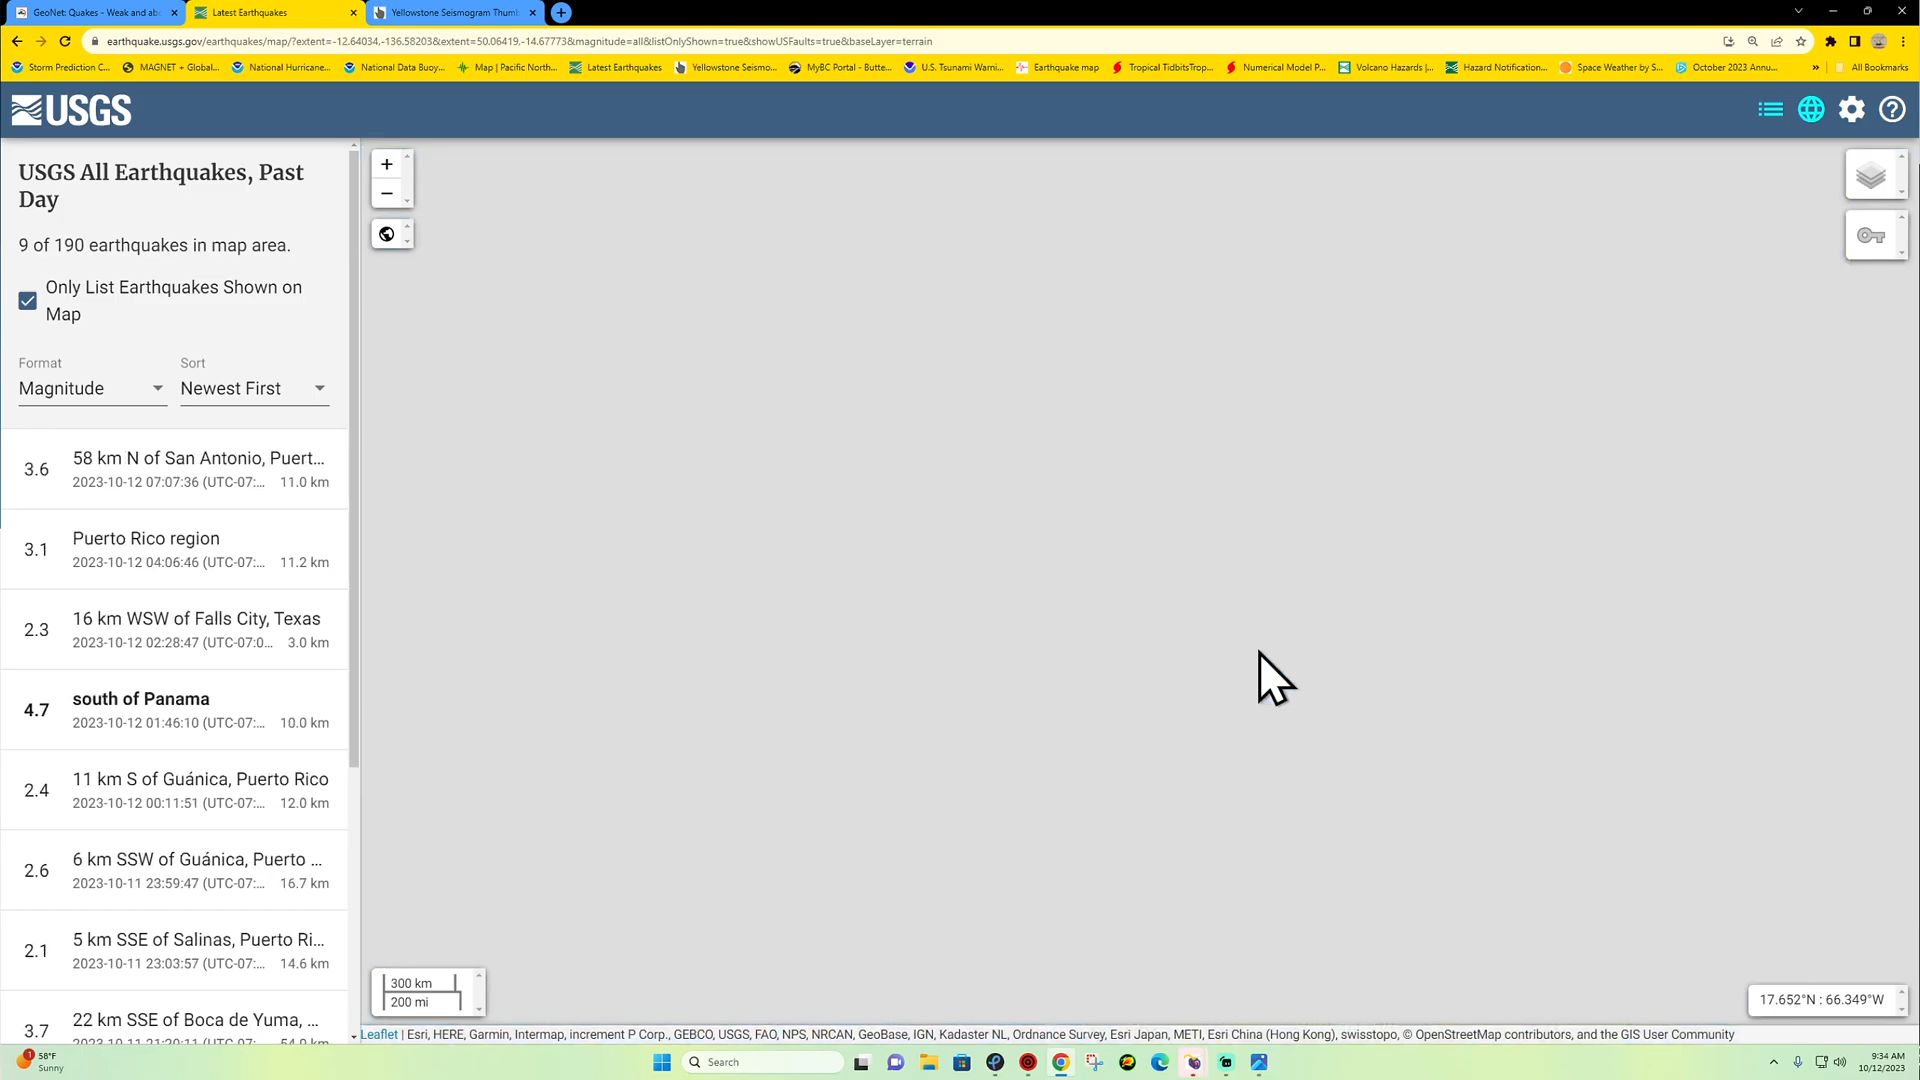 GeoNet: Quakes - Weak and ab
Latest Earthquakes
Yellowstone Seismogram Thum
earthquake.usgs.gov/earthquakes/map/?extent=-12.64034,-136.58203&extent=50.06419,-14.67773&magnitude=all&listOnlyShown=true&showUSFaults=true&baseLayer=terrain
Storm Prediction C...
MAGNET + Global...
National Hurricane...
National Data Buoy...
Map | Pacific North...
Latest Earthquakes
Yellowstone Seismo...
MyBC Portal - Butte...
U.S. Tsunami Warni...
Earthquake map
Tropical TidbitsTrop...
Numerical Model P...
Volcano Hazards |...
Hazard Notification...
Space Weather by S...
October 2023 Annu...
»
All Bookmarks
USGS
USGS All Earthquakes, Past
Day
9 of 190 earthquakes in map area.
Only List Earthquakes Shown on
Map
Format
Magnitude
Sort
Newest First
3.6
58 km N of San Antonio, Puert...
2023-10-12 07:07:36 (UTC-07:... 11.0 km
3.1
Puerto Rico region
2023-10-12 04:06:46 (UTC-07:... 11.2 km
2.3
16 km WSW of Falls City, Texas
2023-10-12 02:28:47 (UTC-07:0... 3.0 km
4.7
south of Panama
2023-10-12 01:46:10 (UTC-07:... 10.0 km
2.4
11 km S of Guánica, Puerto Rico
2023-10-12 00:11:51 (UTC-07:... 12.0 km
2.6
6 km SSW of Guánica, Puerto ...
2023-10-11 23:59:47 (UTC-07:... 16.7 km
2.1
5 km SSE of Salinas, Puerto Ri...
2023-10-11 23:03:57 (UTC-07:... 14.6 km
3.7
22 km SSE of Boca de Yuma, ...
+
−
300 km
200 mi
17.652°N : 66.349°W
Leaflet | Esri, HERE, Garmin, Intermap, increment P Corp., GEBCO, USGS, FAO, NPS, NRCAN, GeoBase, IGN, Kadaster NL, Ordnance Survey, Esri Japan, METI, Esri China (Hong Kong), swisstopo, © OpenStreetMap contributors, and the GIS User Community
1
58°F
Sunny
Search
9:34 AM
10/12/2023